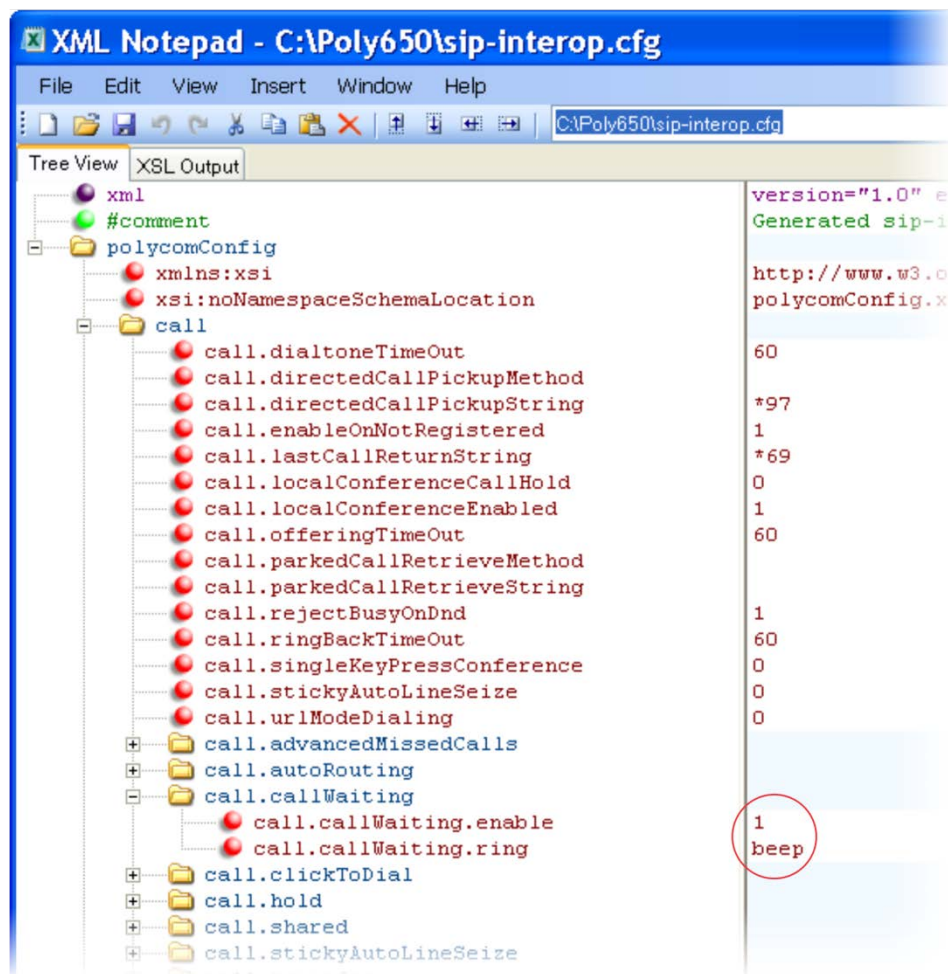 XML Notepad - C:\Poly650\sip-interop.cfg
File Edit View Insert Window Help
C:\Poly650\sip-interop.cfg
Tree View XSL Output
xml version="1.0" e
#comment Generated sip-i
polycomConfig
xmlns:xsi http://www.w3.o
xsi:noNamespaceSchemaLocation polycomConfig.x
call
call.dialtoneTimeOut 60
call.directedCallPickupMethod
call.directedCallPickupString *97
call.enableOnNotRegistered 1
call.lastCallReturnString *69
call.localConferenceCallHold 0
call.localConferenceEnabled 1
call.offeringTimeOut 60
call.parkedCallRetrieveMethod
call.parkedCallRetrieveString
call.rejectBusyOnDnd 1
call.ringBackTimeOut 60
call.singleKeyPressConference 0
call.stickyAutoLineSeize 0
call.urlModeDialing 0
call.advancedMissedCalls
call.autoRouting
call.callWaiting
call.callWaiting.enable 1
call.callWaiting.ring beep
call.clickToDial
call.hold
call.shared
call.stickyAutoLineSeize